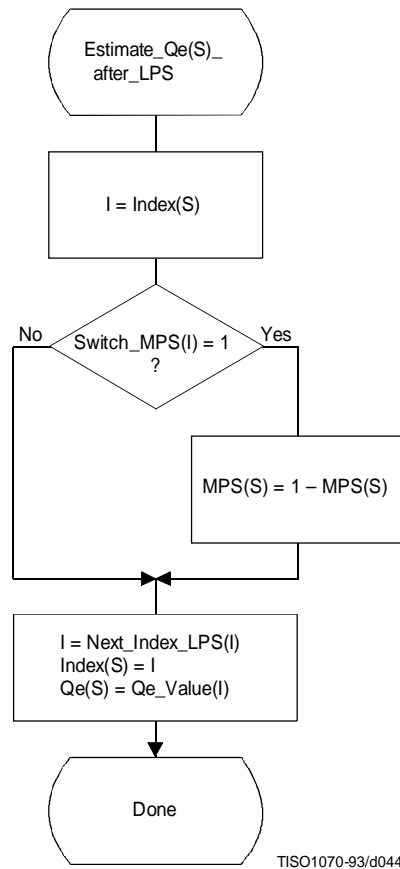 Estimate_Qe(S)_
after_LPS
I = Index(S)
No
Switch_MPS(I) = 1
?
Yes
MPS(S) = 1 – MPS(S)
I = Next_Index_LPS(I)
Index(S) = I
Qe(S) = Qe_Value(I)
Done
TISO1070-93/d044